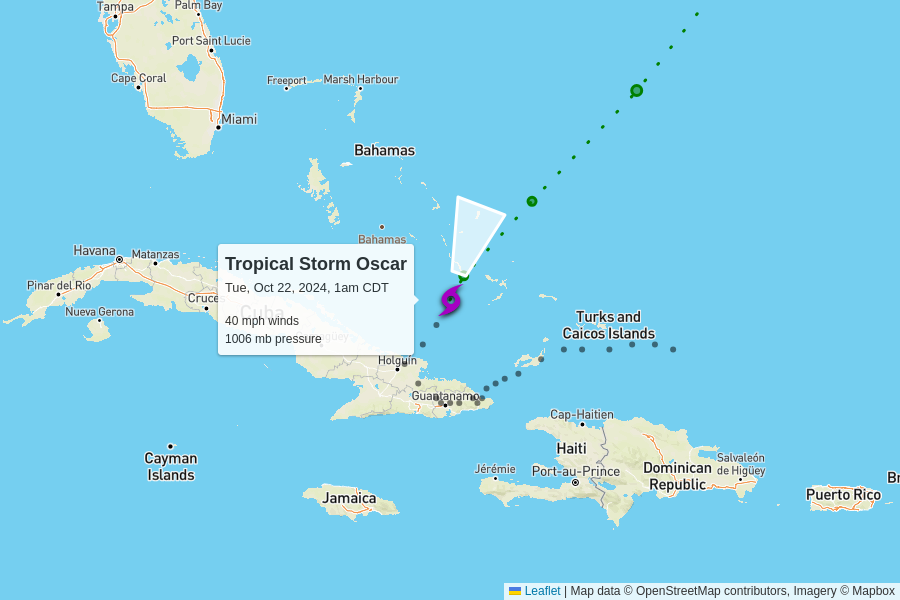 Tampa
Palm Bay
Port Saint Lucie
Cape Coral
Freeport
Marsh Harbour
Miami
Bahamas
Bahamas
Havana
Matanzas
Pinar del Rio
Nueva Gerona
Cruces
Cuba
Camagüey
Tropical Storm Oscar
Tue, Oct 22, 2024, 1am CDT
40 mph winds
1006 mb pressure
Turks and
Caicos Islands
Holguin
Guantanamo
Cap-Haitien
Haiti
Cayman
Islands
Jérémie
Port-au-Prince
Dominican
Republic
Salvaleón
de Higüey
Jamaica
Puerto Rico
Br
Leaflet | Map data © OpenStreetMap contributors, Imagery © Mapbox